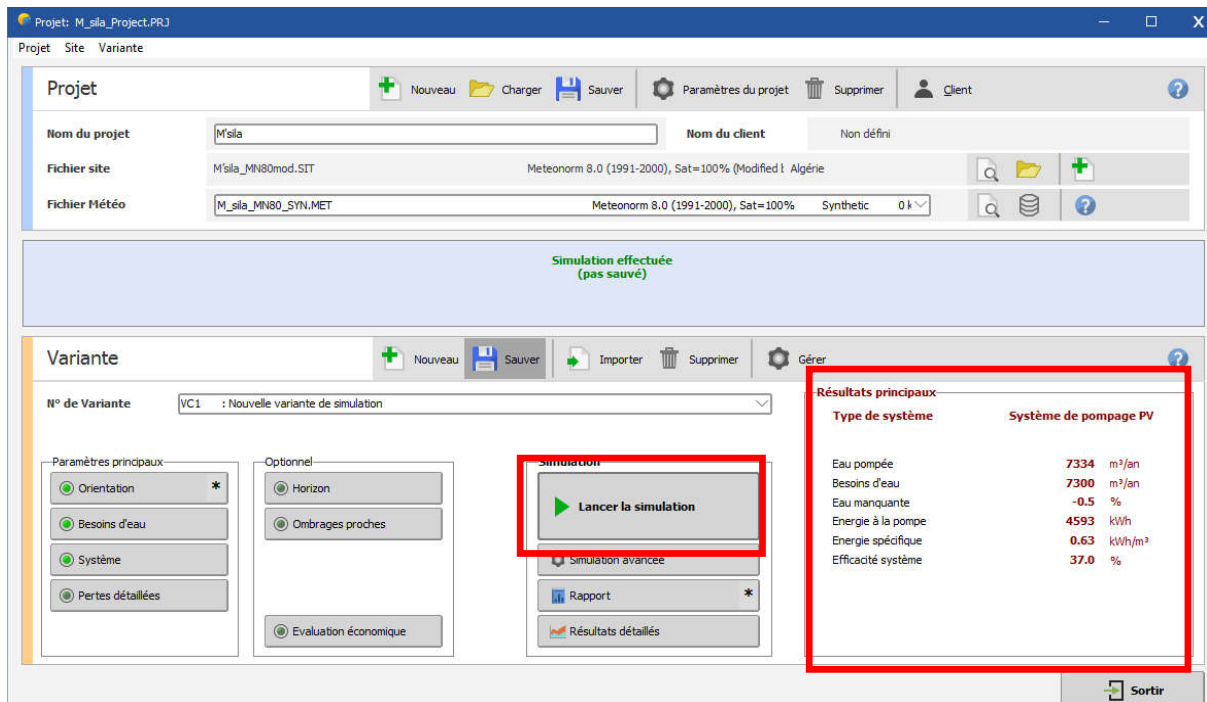 Projet: M_sila_Project.PRJ
Projet Site Variante
Projet
Nouveau Charger Sauver Paramètres du projet Supprimer Client
Nom du projet M'sila Nom du client Non défini
Fichier site M'sila_MN80mod.SIT Meteonorm 8.0 (1991-2000), Sat=100% (Modified b Algérie
Fichier Météo M_sila_MN80_SYN.MET Meteonorm 8.0 (1991-2000), Sat=100% Synthetic 0 k
Simulation effectuée
(pas sauvé)
Variante
Nouveau Sauver Importer Supprimer Gérer
N° de Variante VC1 : Nouvelle variante de simulation
Paramètres principaux
Orientation *
Besoins d'eau
Système
Pertes détaillées
Optionnel
Horizon
Ombrages proches
Evaluation économique
Simulation
Lancer la simulation
Simulation avancée
Rapport *
Résultats détaillés
Résultats principaux
Type de système Système de pompage PV
Eau pompée 7334 m³/an
Besoins d'eau 7300 m³/an
Eau manquante -0.5 %
Energie à la pompe 4593 kWh
Energie spécifique 0.63 kWh/m³
Efficacité système 37.0 %
Sortir